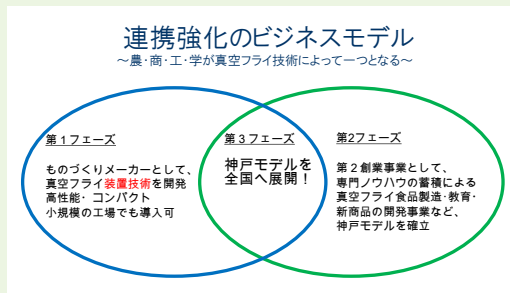 連携強化のビジネスモデル
～農・商・工・学が真空フライ技術によって一つとなる～
第１フェーズ
ものづくりメーカーとして、
真空フライ装置技術を開発
高性能・コンパクト
小規模の工場でも導入可
第３フェーズ
神戸モデルを
全国へ展開！
第2フェーズ
第２創業事業として、
専門ノウハウの蓄積による
真空フライ食品製造・教育・
新商品の開発事業など、
神戸モデルを確立